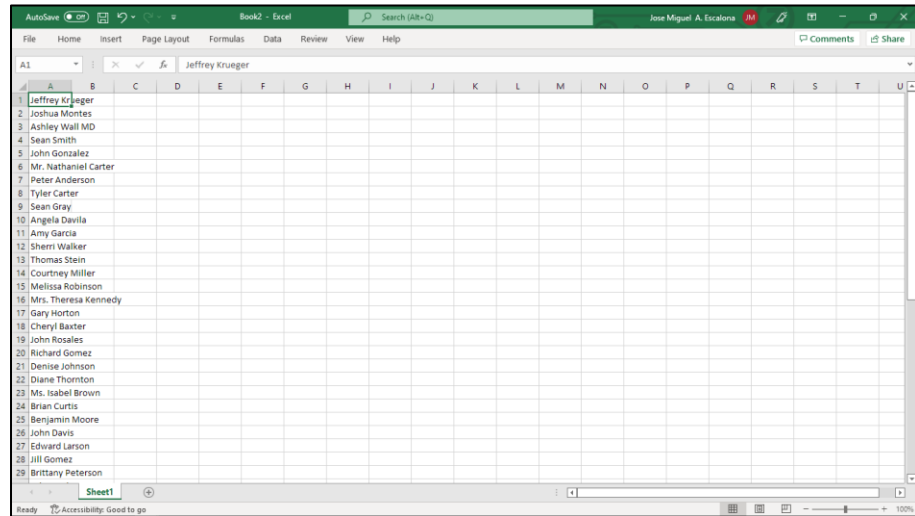 AutoSave Off Book2 - Excel Search (Alt+Q) Jose Miguel A. Escalona JM
File Home Insert Page Layout Formulas Data Review View Help Comments Share
A1 fx Jeffrey Krueger
A B C D E F G H I J K L M N O P Q R S T U
1 Jeffrey Krueger
2 Joshua Montes
3 Ashley Wall MD
4 Sean Smith
5 John Gonzalez
6 Mr. Nathaniel Carter
7 Peter Anderson
8 Tyler Carter
9 Sean Gray
10 Angela Davila
11 Amy Garcia
12 Sherri Walker
13 Thomas Stein
14 Courtney Miller
15 Melissa Robinson
16 Mrs. Theresa Kennedy
17 Gary Horton
18 Cheryl Baxter
19 John Rosales
20 Richard Gomez
21 Denise Johnson
22 Diane Thornton
23 Ms. Isabel Brown
24 Brian Curtis
25 Benjamin Moore
26 John Davis
27 Edward Larson
28 Jill Gomez
29 Brittany Peterson
Sheet1
Ready Accessibility: Good to go 100%